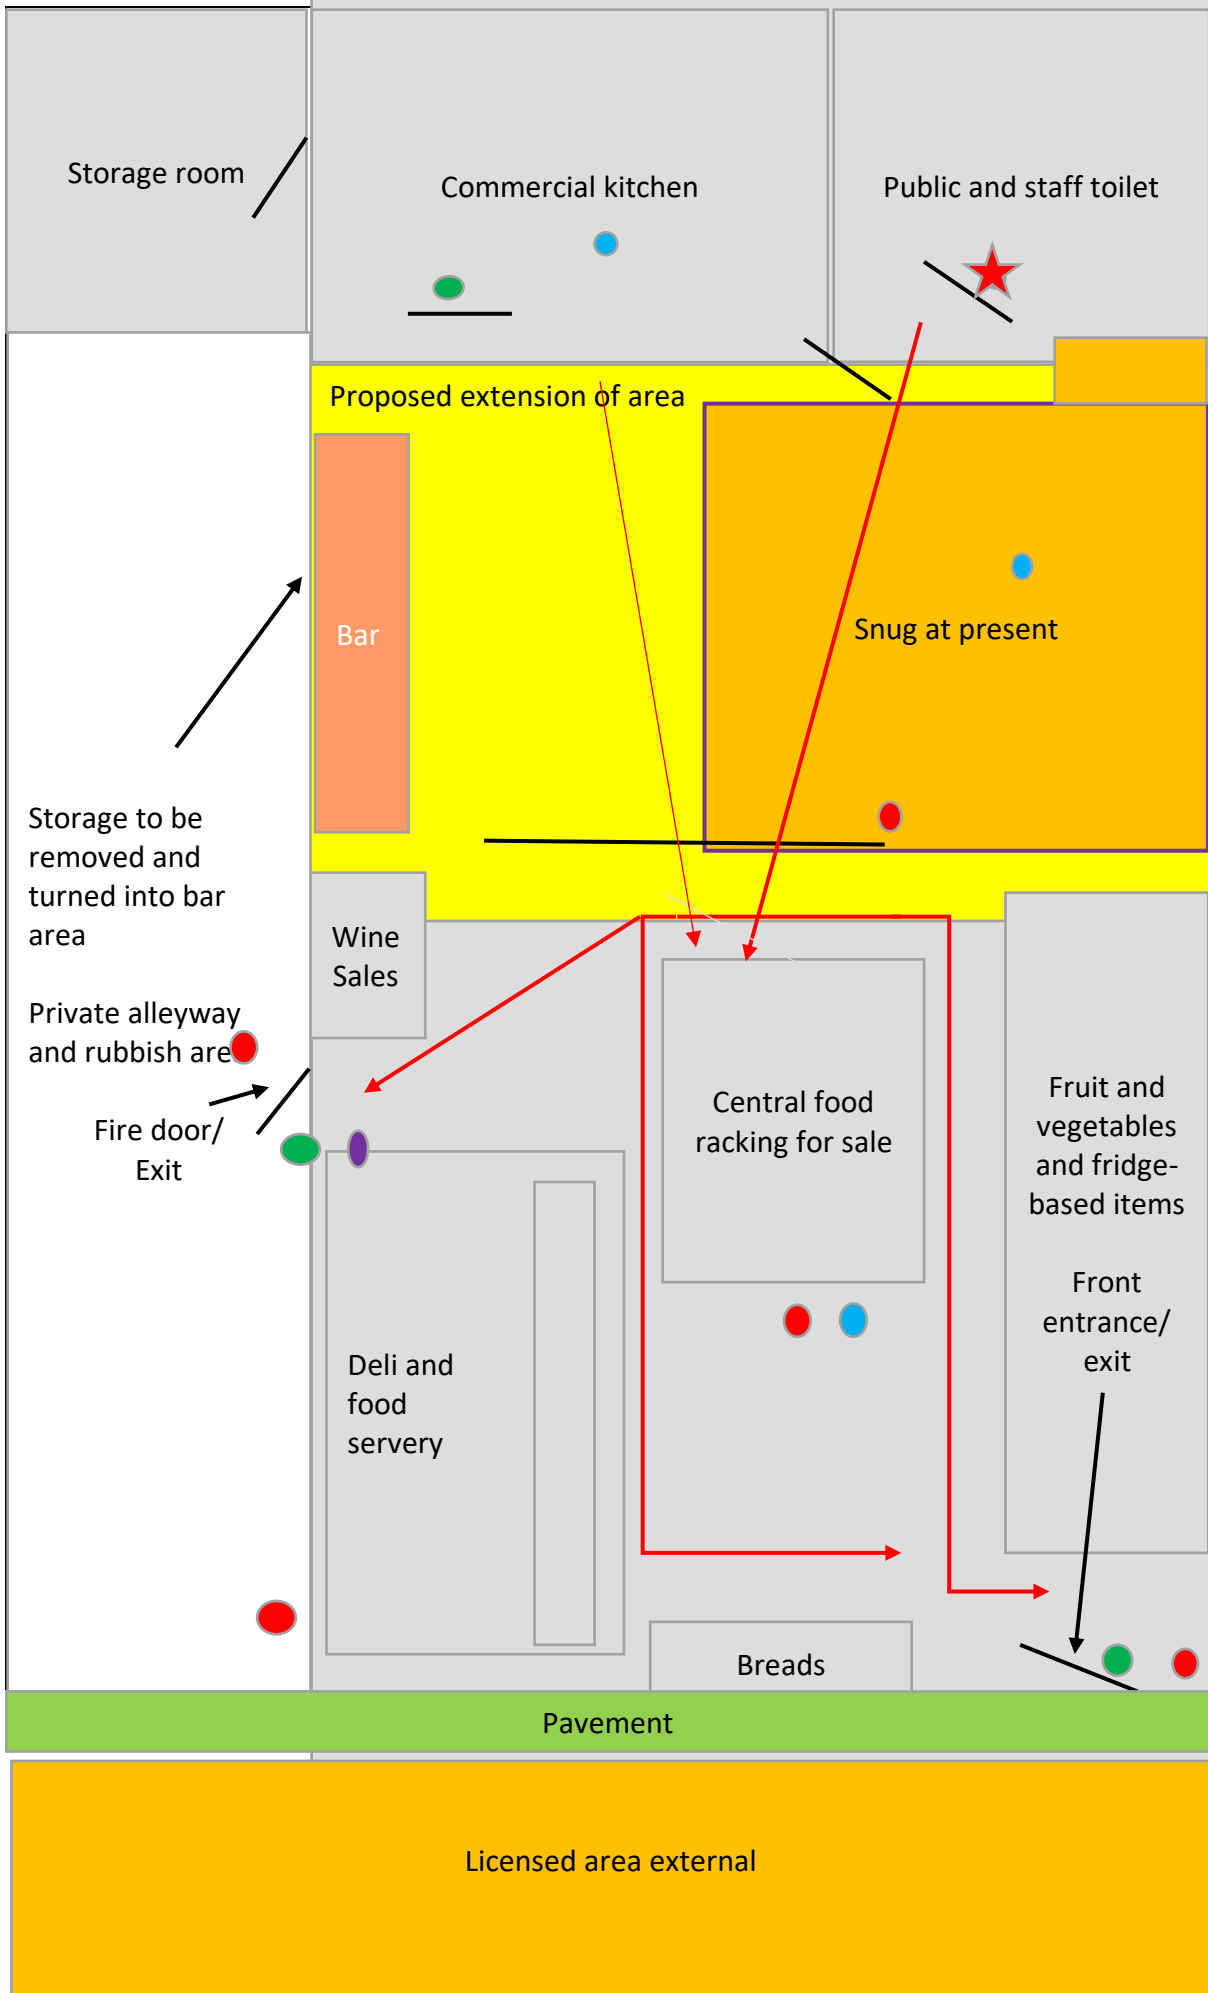 Storage room
Commercial kitchen
Public and staff toilet
Proposed extension of area
Bar
Snug at present
Storage to be
removed and
turned into bar
area
Wine
Sales
Private alleyway
and rubbish are
Fire door/
Exit
Central food
racking for sale
Fruit and
vegetables
and fridge-
based items
Front
entrance/
exit
Deli and
food
servery
Breads
Pavement
Licensed area external